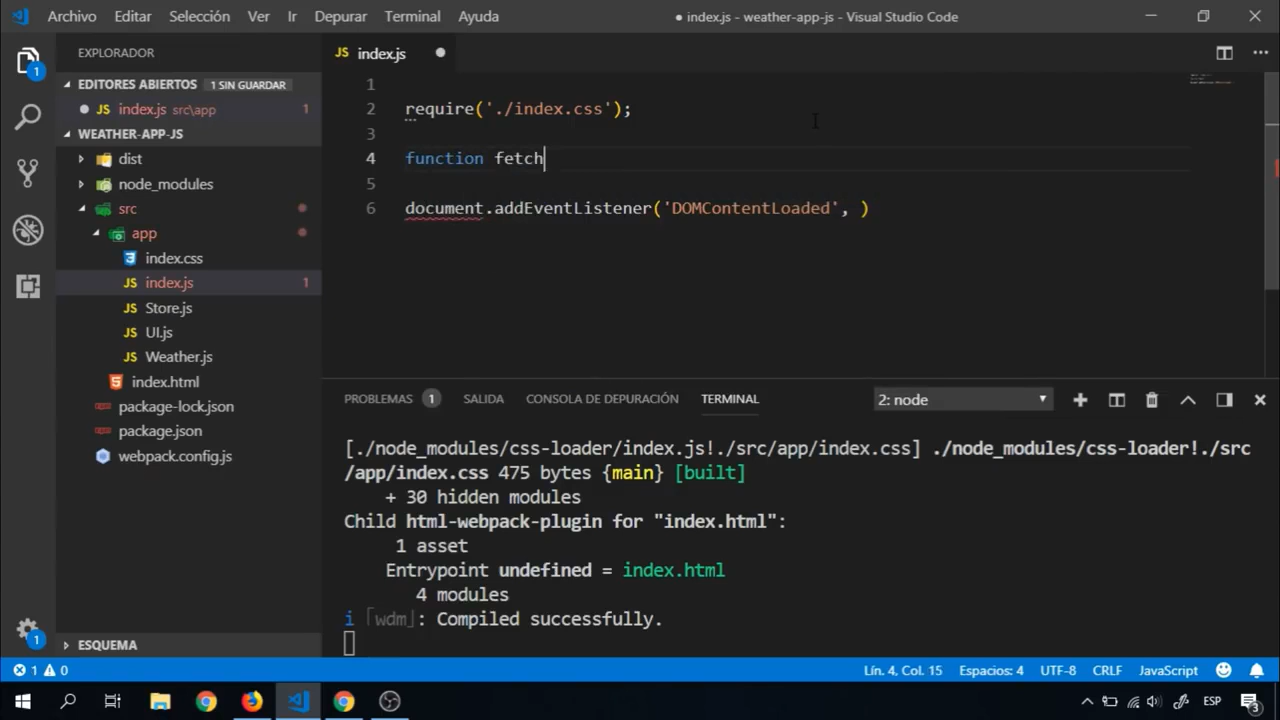 Archivo Editar Selección Ver Ir Depurar Terminal Ayuda ● index.js - weather-app-js - Visual Studio Code
EXPLORADOR
JS index.js ●
EDITORES ABIERTOS 1 SIN GUARDAR
● JS index.js src\app 1
WEATHER-APP-JS
dist
node_modules
src
app
index.css
JS index.js 1
JS Store.js
JS UI.js
JS Weather.js
index.html
package-lock.json
package.json
webpack.config.js
ESQUEMA
1
1
1
2 require('./index.css');
3
4 function fetch
5
6 document.addEventListener('DOMContentLoaded', )
PROBLEMAS 1 SALIDA CONSOLA DE DEPURACIÓN TERMINAL 2: node
[./node_modules/css-loader/index.js!./src/app/index.css] ./node_modules/css-loader!./src
/app/index.css 475 bytes {main} [built]
+ 30 hidden modules
Child html-webpack-plugin for "index.html":
1 asset
Entrypoint undefined = index.html
4 modules
i ｢wdm｣: Compiled successfully.
1 0 Lín. 4, Col. 15 Espacios: 4 UTF-8 CRLF JavaScript
ESP 3